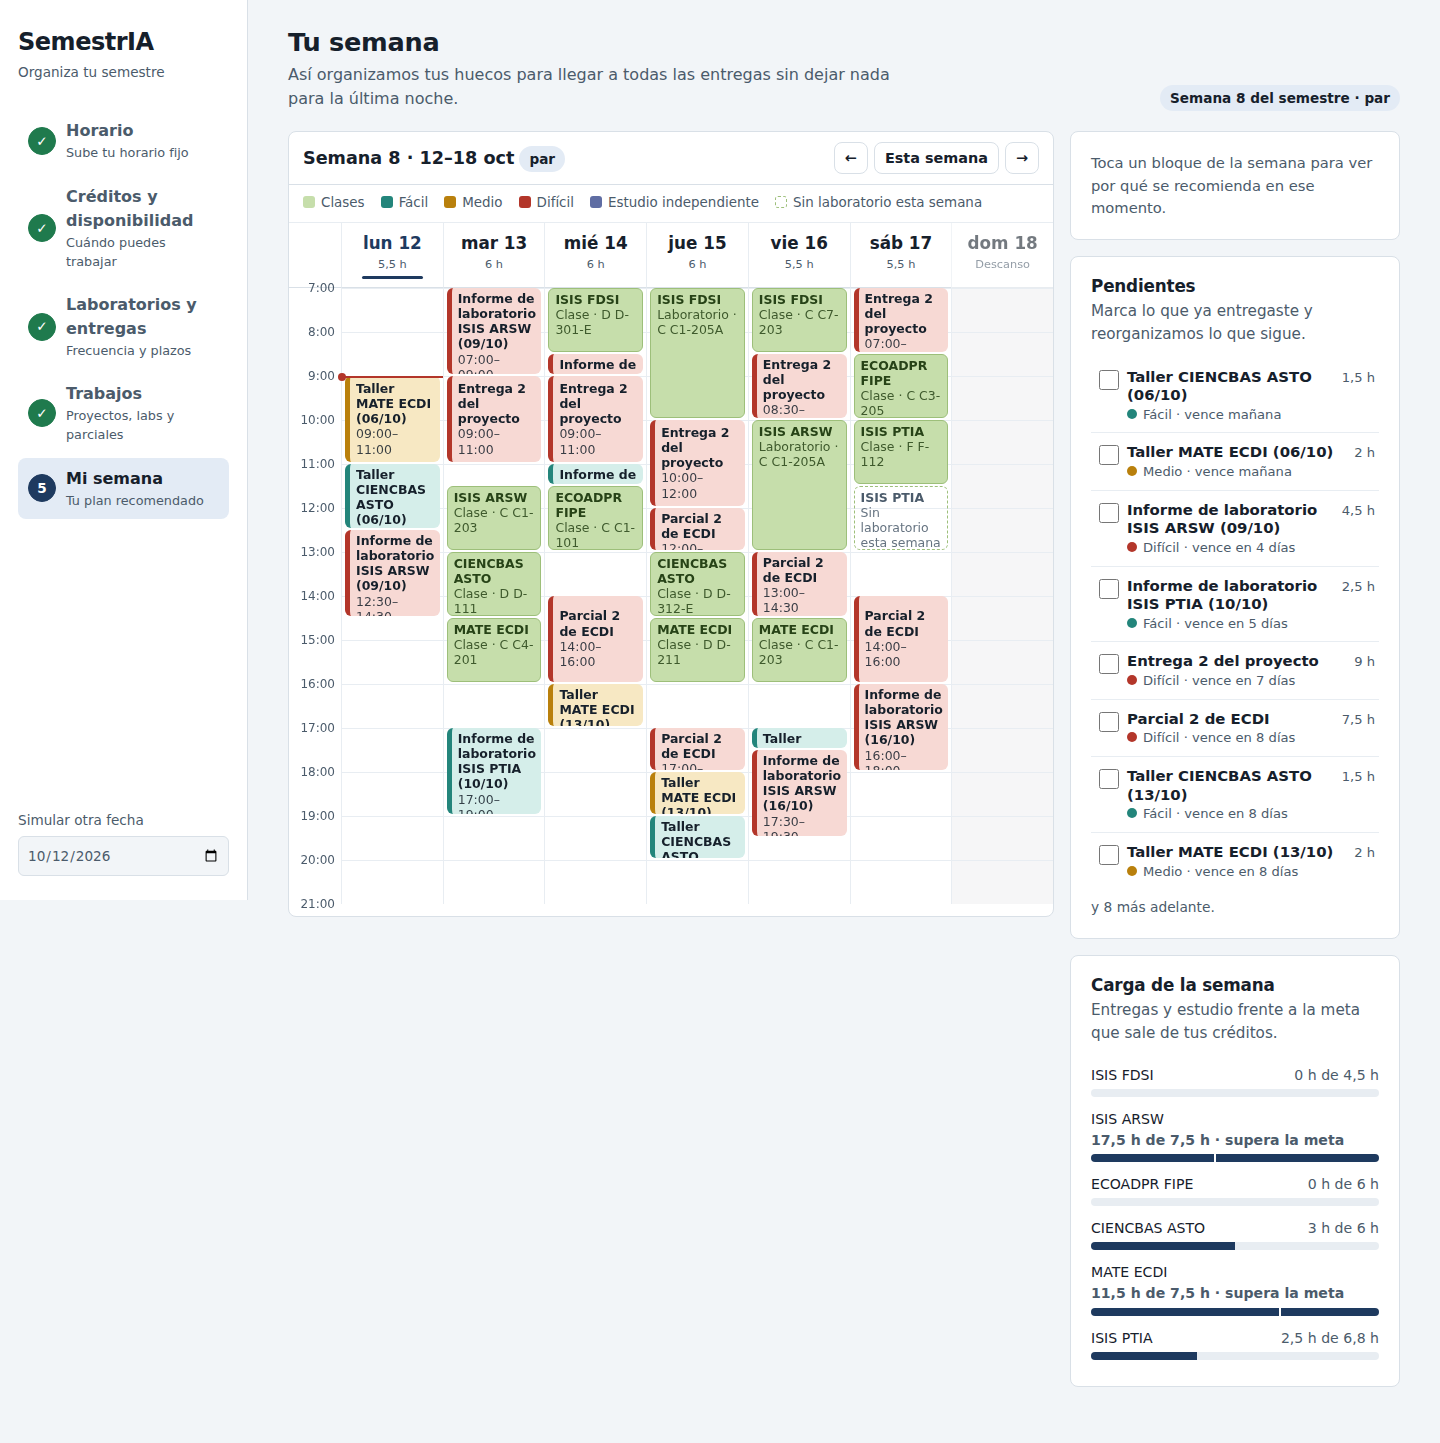 SemestrIA
Organiza tu semestre
✓
Horario
Sube tu horario fijo
✓
Créditos y
disponibilidad
Cuándo puedes
trabajar
✓
Laboratorios y
entregas
Frecuencia y plazos
✓
Trabajos
Proyectos, labs y
parciales
5
Mi semana
Tu plan recomendado
Simular otra fecha
10/12/2026
Tu semana
Así organizamos tus huecos para llegar a todas las entregas sin dejar nada
para la última noche.
Semana 8 del semestre · par
Semana 8 · 12–18 oct par
← Esta semana →
Clases Fácil Medio Difícil Estudio independiente Sin laboratorio esta semana
lun 12 mar 13 mié 14 jue 15 vie 16 sáb 17 dom 18
5,5 h 6 h 6 h 6 h 5,5 h 5,5 h Descanso
7:00
8:00
9:00
10:00
11:00
12:00
13:00
14:00
15:00
16:00
17:00
18:00
19:00
20:00
21:00
Taller
MATE ECDI
(06/10)
09:00–
11:00
Taller
CIENCBAS
ASTO
(06/10)
Informe de
laboratorio
ISIS ARSW
(09/10)
12:30–
14:30
Informe de
laboratorio
ISIS ARSW
(09/10)
07:00–
09:00
Entrega 2
del
proyecto
09:00–
11:00
ISIS ARSW
Clase · C C1-
203
CIENCBAS
ASTO
Clase · D D-
111
MATE ECDI
Clase · C C4-
201
Informe de
laboratorio
ISIS PTIA
(10/10)
17:00–
19:00
ISIS FDSI
Clase · D D-
301-E
Informe de
Entrega 2
del
proyecto
09:00–
11:00
Informe de
ECOADPR
FIPE
Clase · C C1-
101
Parcial 2
de ECDI
14:00–
16:00
Taller
MATE ECDI
(13/10)
ISIS FDSI
Laboratorio ·
C C1-205A
Entrega 2
del
proyecto
10:00–
12:00
Parcial 2
de ECDI
12:00–
CIENCBAS
ASTO
Clase · D D-
312-E
MATE ECDI
Clase · D D-
211
Parcial 2
de ECDI
17:00–
Taller
MATE ECDI
(13/10)
Taller
CIENCBAS
ASTO
ISIS FDSI
Clase · C C7-
203
Entrega 2
del
proyecto
08:30–
ISIS ARSW
Laboratorio ·
C C1-205A
Parcial 2
de ECDI
13:00–
14:30
MATE ECDI
Clase · C C1-
203
Taller
Informe de
laboratorio
ISIS ARSW
(16/10)
17:30–
19:30
Entrega 2
del
proyecto
07:00–
ECOADPR
FIPE
Clase · C C3-
205
ISIS PTIA
Clase · F F-
112
ISIS PTIA
Sin
laboratorio
esta semana
Parcial 2
de ECDI
14:00–
16:00
Informe de
laboratorio
ISIS ARSW
(16/10)
16:00–
18:00
Toca un bloque de la semana para ver
por qué se recomienda en ese
momento.
Pendientes
Marca lo que ya entregaste y
reorganizamos lo que sigue.
Taller CIENCBAS ASTO 1,5 h
(06/10)
Fácil · vence mañana
Taller MATE ECDI (06/10) 2 h
Medio · vence mañana
Informe de laboratorio 4,5 h
ISIS ARSW (09/10)
Difícil · vence en 4 días
Informe de laboratorio 2,5 h
ISIS PTIA (10/10)
Fácil · vence en 5 días
Entrega 2 del proyecto 9 h
Difícil · vence en 7 días
Parcial 2 de ECDI 7,5 h
Difícil · vence en 8 días
Taller CIENCBAS ASTO 1,5 h
(13/10)
Fácil · vence en 8 días
Taller MATE ECDI (13/10) 2 h
Medio · vence en 8 días
y 8 más adelante.
Carga de la semana
Entregas y estudio frente a la meta
que sale de tus créditos.
ISIS FDSI 0 h de 4,5 h
ISIS ARSW
17,5 h de 7,5 h · supera la meta
ECOADPR FIPE 0 h de 6 h
CIENCBAS ASTO 3 h de 6 h
MATE ECDI
11,5 h de 7,5 h · supera la meta
ISIS PTIA 2,5 h de 6,8 h